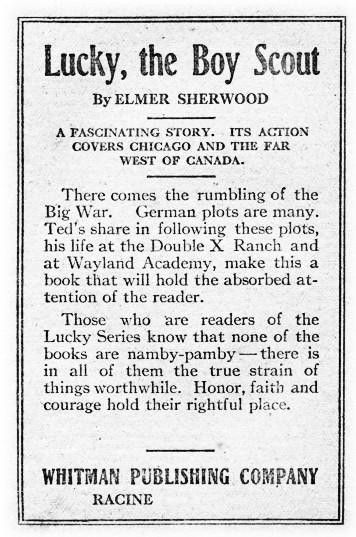 Lucky, the Boy Scout
By ELMER SHERWOOD
A FASCINATING STORY. ITS ACTION
COVERS CHICAGO AND THE FAR
WEST OF CANADA.
There comes the rumbling of the
Big War. German plots are many.
Ted's share in following these plots,
his life at the Double X Ranch and
at Wayland Academy, make this a
book that will hold the absorbed at-
tention of the reader.
Those who are readers of the
Lucky Series know that none of the
books are namby-pamby—there is
in all of them the true strain of
things worthwhile. Honor, faith and
courage hold their rightful place.
WHITMAN PUBLISHING COMPANY
RACINE